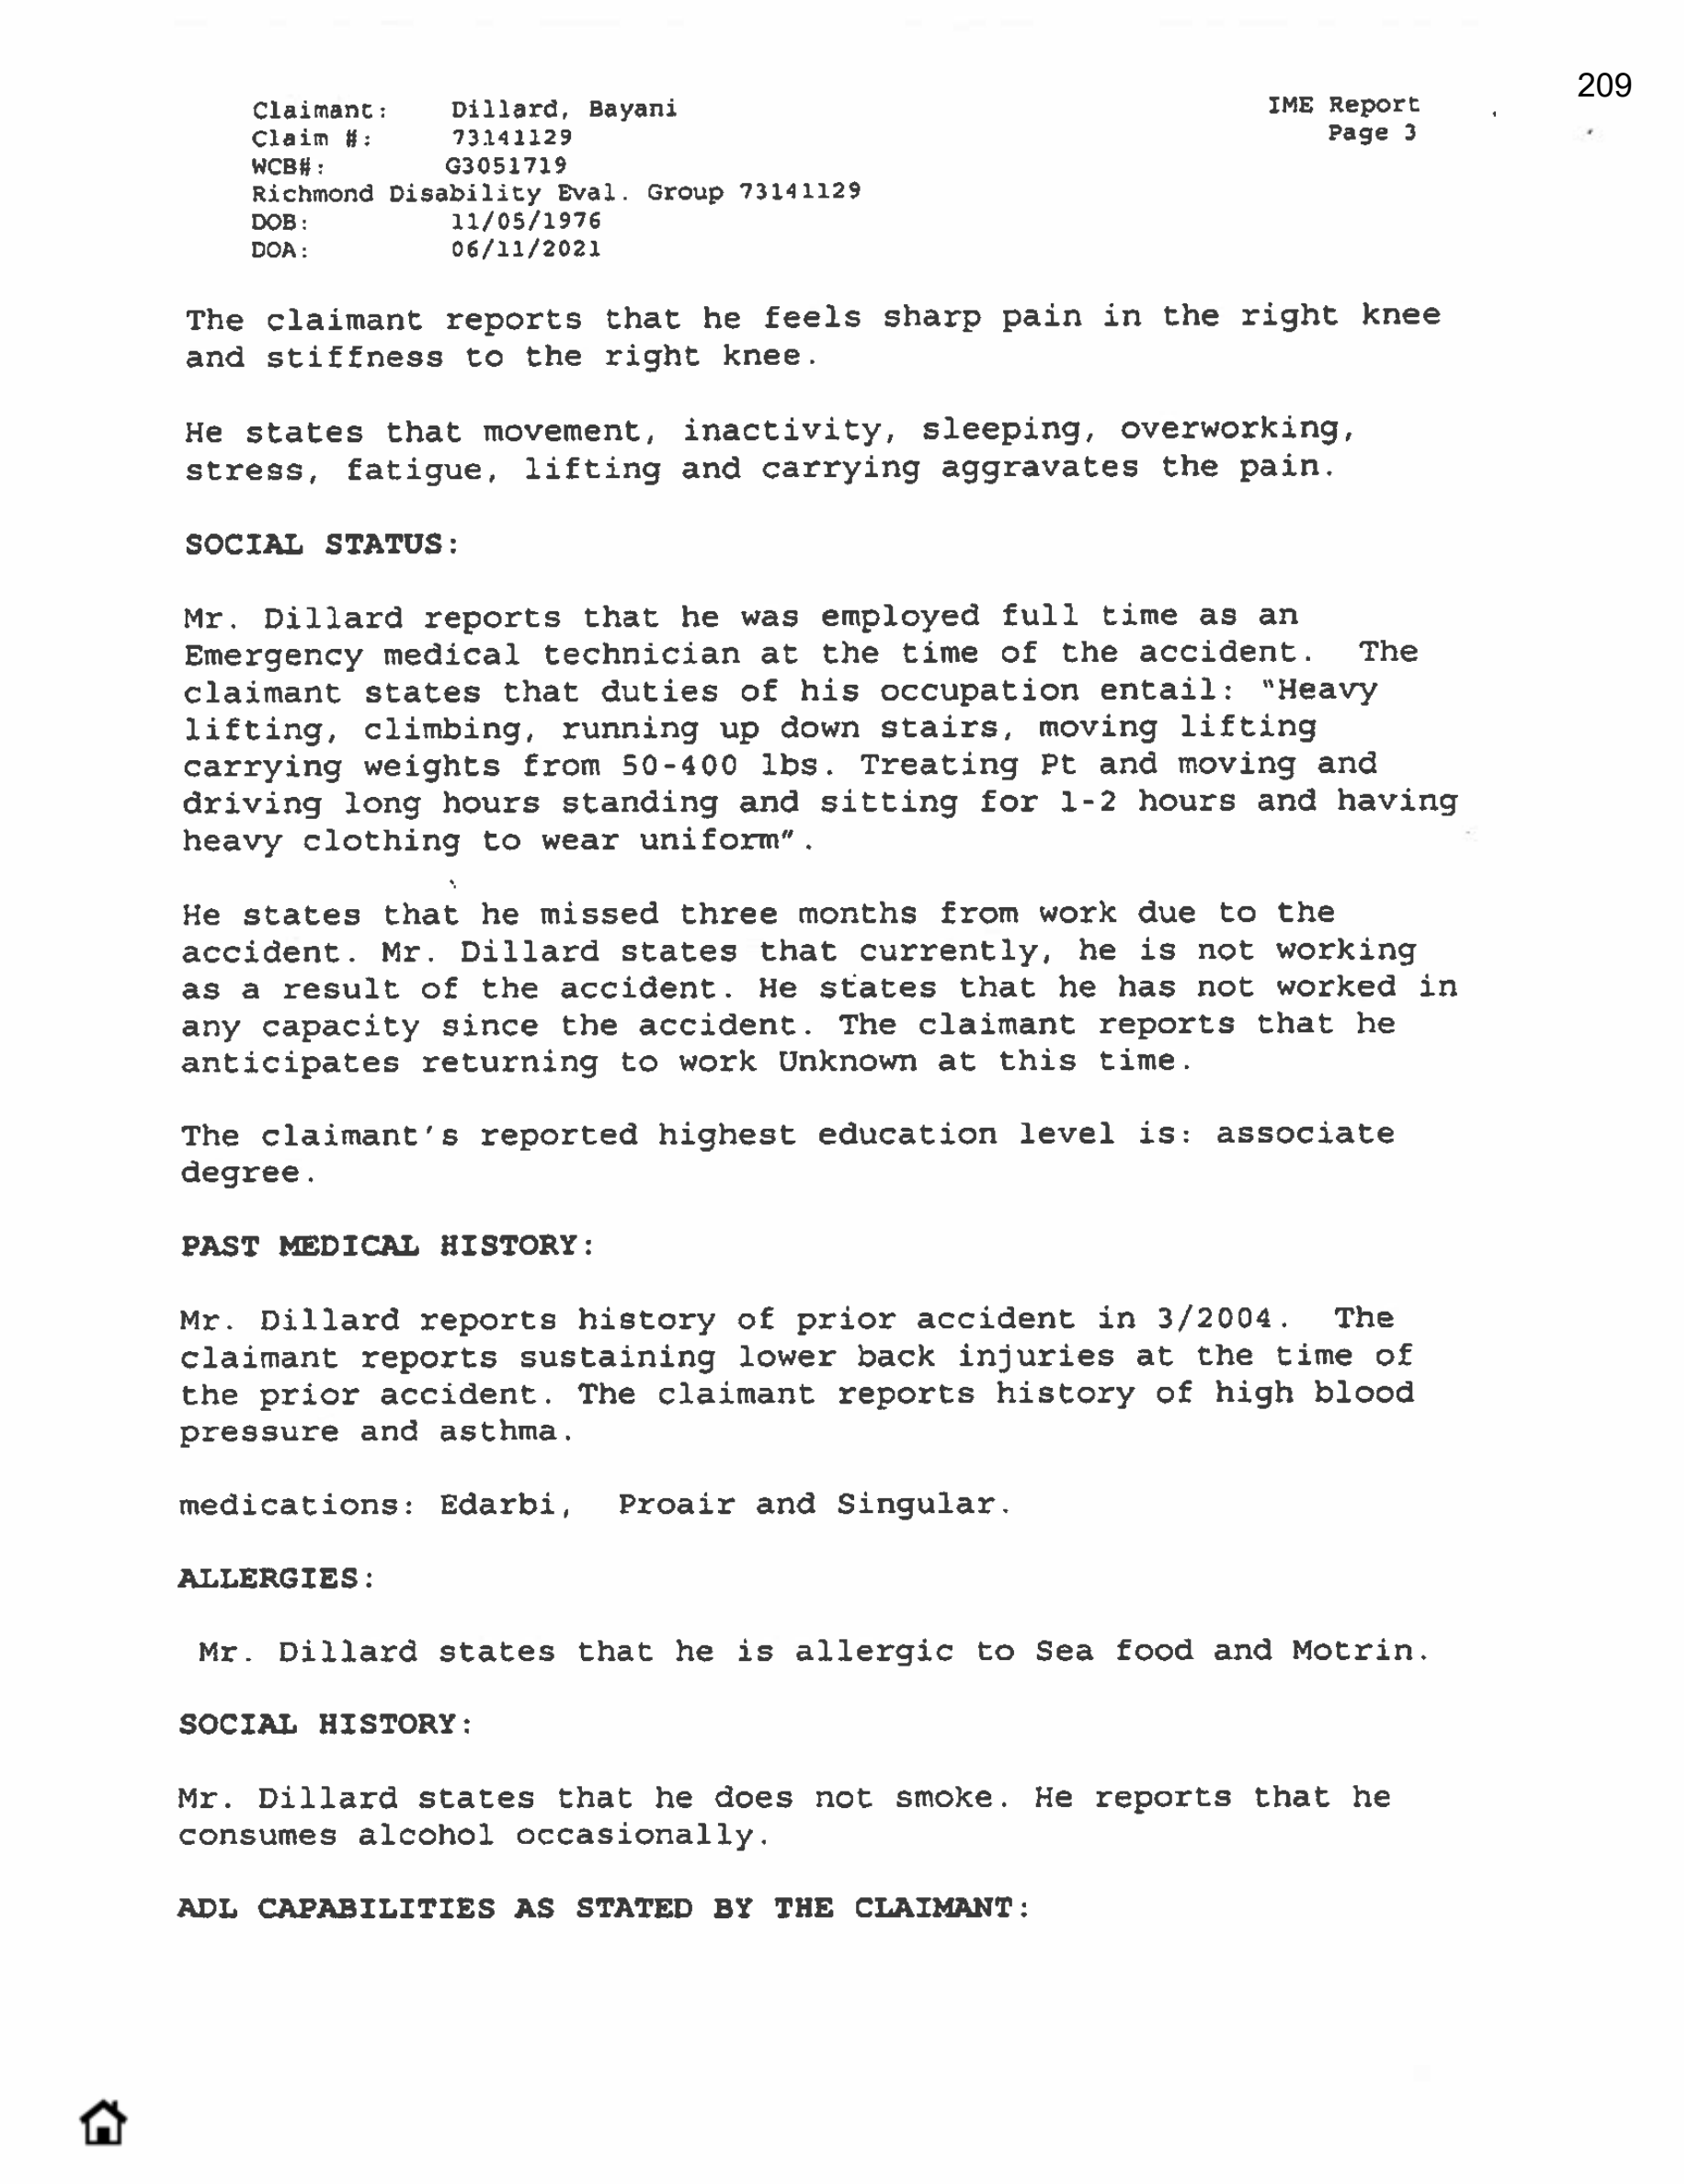 209
Claimant: Dillard, Bayani IME Report
Claim #: 73141129 Page 3
WCB#: G3051719
Richmond Disability Eval. Group 73141129
DOB: 11/05/1976
DOA: 06/11/2021
The claimant reports that he feels sharp pain in the right knee
and stiffness to the right knee.
He states that movement, inactivity, sleeping, overworking,
stress, fatigue, lifting and carrying aggravates the pain.
SOCIAL STATUS:
Mr. Dillard reports that he was employed full time as an
Emergency medical technician at the time of the accident. The
claimant states that duties of his occupation entail: "Heavy
lifting, climbing, running up down stairs, moving lifting
carrying weights from 50-400 lbs. Treating Pt and moving and
driving long hours standing and sitting for 1-2 hours and having
heavy clothing to wear uniform".
He states that he missed three months from work due to the
accident. Mr. Dillard states that currently, he is not working
as a result of the accident. He states that he has not worked in
any capacity since the accident. The claimant reports that he
anticipates returning to work Unknown at this time.
The claimant's reported highest education level is: associate
degree.
PAST MEDICAL HISTORY:
Mr. Dillard reports history of prior accident in 3/2004. The
claimant reports sustaining lower back injuries at the time of
the prior accident. The claimant reports history of high blood
pressure and asthma.
medications: Edarbi, Proair and Singular.
ALLERGIES:
Mr. Dillard states that he is allergic to Sea food and Motrin.
SOCIAL HISTORY:
Mr. Dillard states that he does not smoke. He reports that he
consumes alcohol occasionally.
ADL CAPABILITIES AS STATED BY THE CLAIMANT: